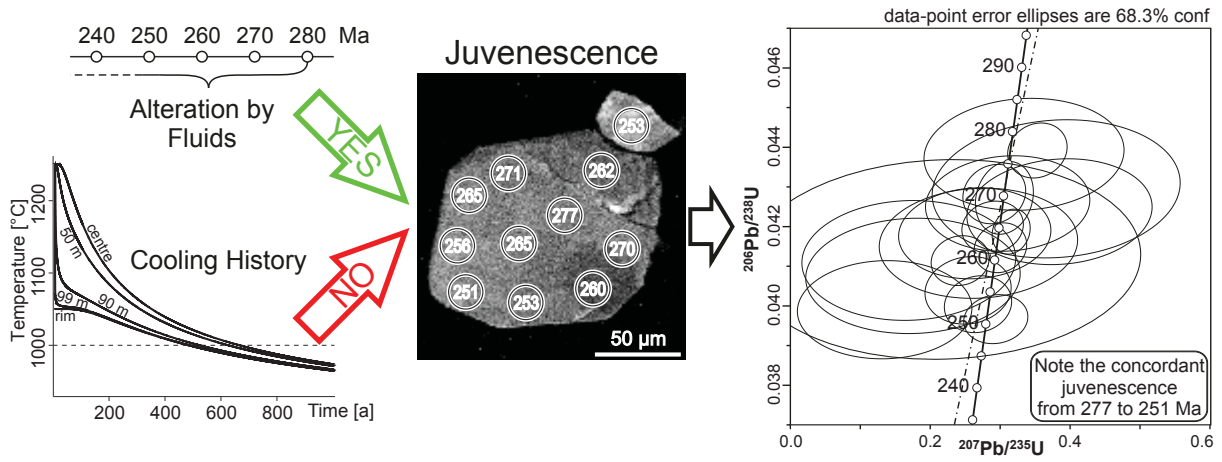 240 250 260 270 280 Ma
Alteration by
Fluids
YES
1200
1100
1000
Temperature [°C]
centre
50 m
90 m
99 m
rim
Cooling History
NO
200 400 600 800 Time [a]
Juvenescence
253
271
262
265
277
256
265
270
251
253
260
50 µm
data-point error ellipses are 68.3% conf
0.046
0.044
0.042
0.040
0.038
206Pb/238U
290
280
270
260
250
240
Note the concordant
juvenescence
from 277 to 251 Ma
0.0 0.2 0.4 0.6
207Pb/235U